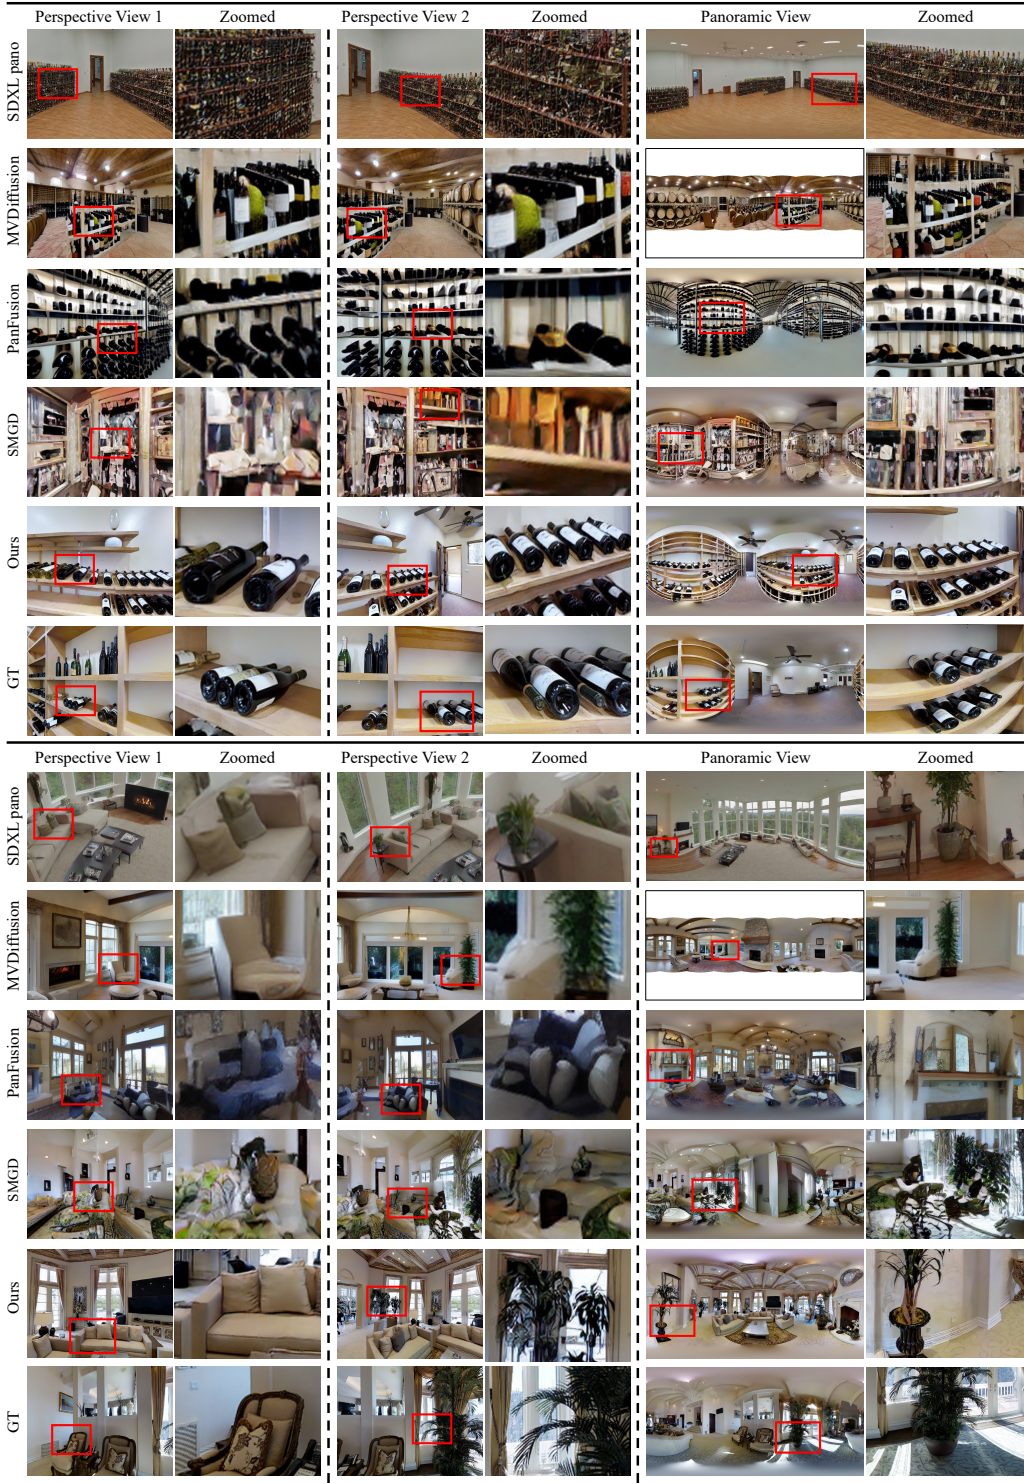 Perspective View 1 Zoomed Perspective View 2 Zoomed Panoramic View Zoomed
SDXL pano
MVDiffusion
PanFusion
SMGD
Ours
GT
Perspective View 1 Zoomed Perspective View 2 Zoomed Panoramic View Zoomed
SDXL pano
MVDiffusion
PanFusion
SMGD
Ours
GT